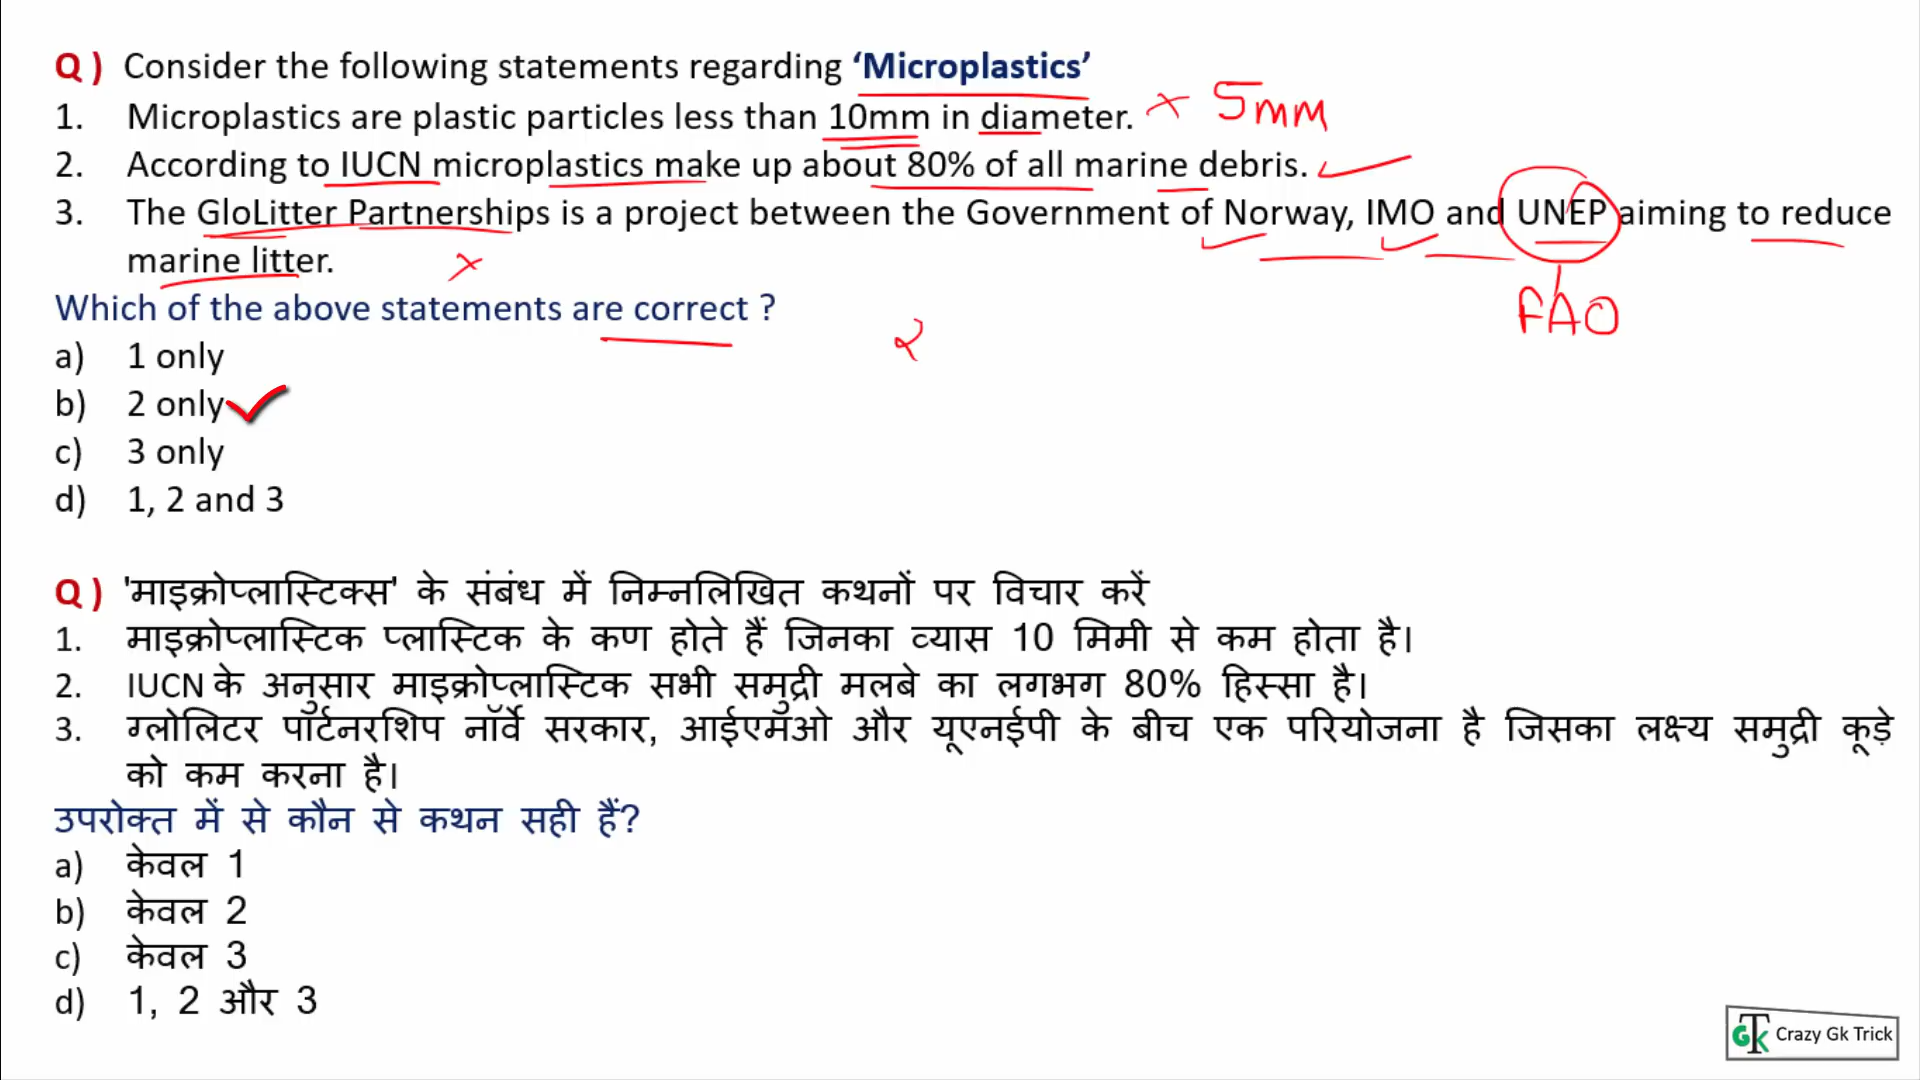 Q ) Consider the following statements regarding ‘Microplastics’
1. Microplastics are plastic particles less than 10mm in diameter. × 5mm
2. According to IUCN microplastics make up about 80% of all marine debris.
3. The GloLitter Partnerships is a project between the Government of Norway, IMO and UNEP aiming to reduce
marine litter. ×
FAO
Which of the above statements are correct ?
2
a) 1 only
b) 2 only
c) 3 only
d) 1, 2 and 3
Q ) 'माइक्रोप्लास्टिक्स' के संबंध में निम्नलिखित कथनों पर विचार करें
1. माइक्रोप्लास्टिक प्लास्टिक के कण होते हैं जिनका व्यास 10 मिमी से कम होता है।
2. IUCN के अनुसार माइक्रोप्लास्टिक सभी समुद्री मलबे का लगभग 80% हिस्सा है।
3. ग्लोलिटर पार्टनरशिप नॉर्वे सरकार, आईएमओ और यूएनईपी के बीच एक परियोजना है जिसका लक्ष्य समुद्री कूड़े
को कम करना है।
उपरोक्त में से कौन से कथन सही हैं?
a) केवल 1
b) केवल 2
c) केवल 3
d) 1, 2 और 3
GTK Crazy Gk Trick